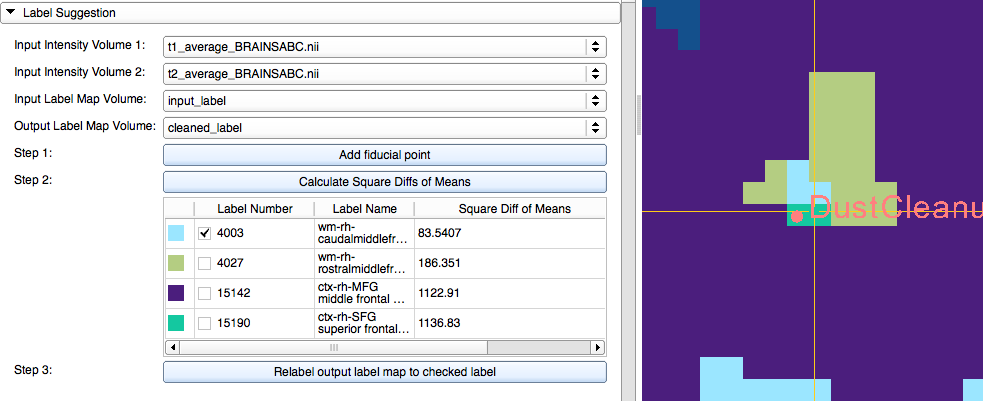 Label Suggestion
Input Intensity Volume 1:
t1_average_BRAINSABC.nii
Input Intensity Volume 2:
t2_average_BRAINSABC.nii
Input Label Map Volume:
input_label
Output Label Map Volume:
cleaned_label
Step 1:
Add fiducial point
Step 2:
Calculate Square Diffs of Means
Label Number Label Name Square Diff of Means
4003 wm-rh-caudalmiddlefr... 83.5407
4027 wm-rh-rostralmiddlefr... 186.351
15142 ctx-rh-MFG middle frontal ... 1122.91
15190 ctx-rh-SFG superior frontal... 1136.83
Step 3:
Relabel output label map to checked label
DustCleanu